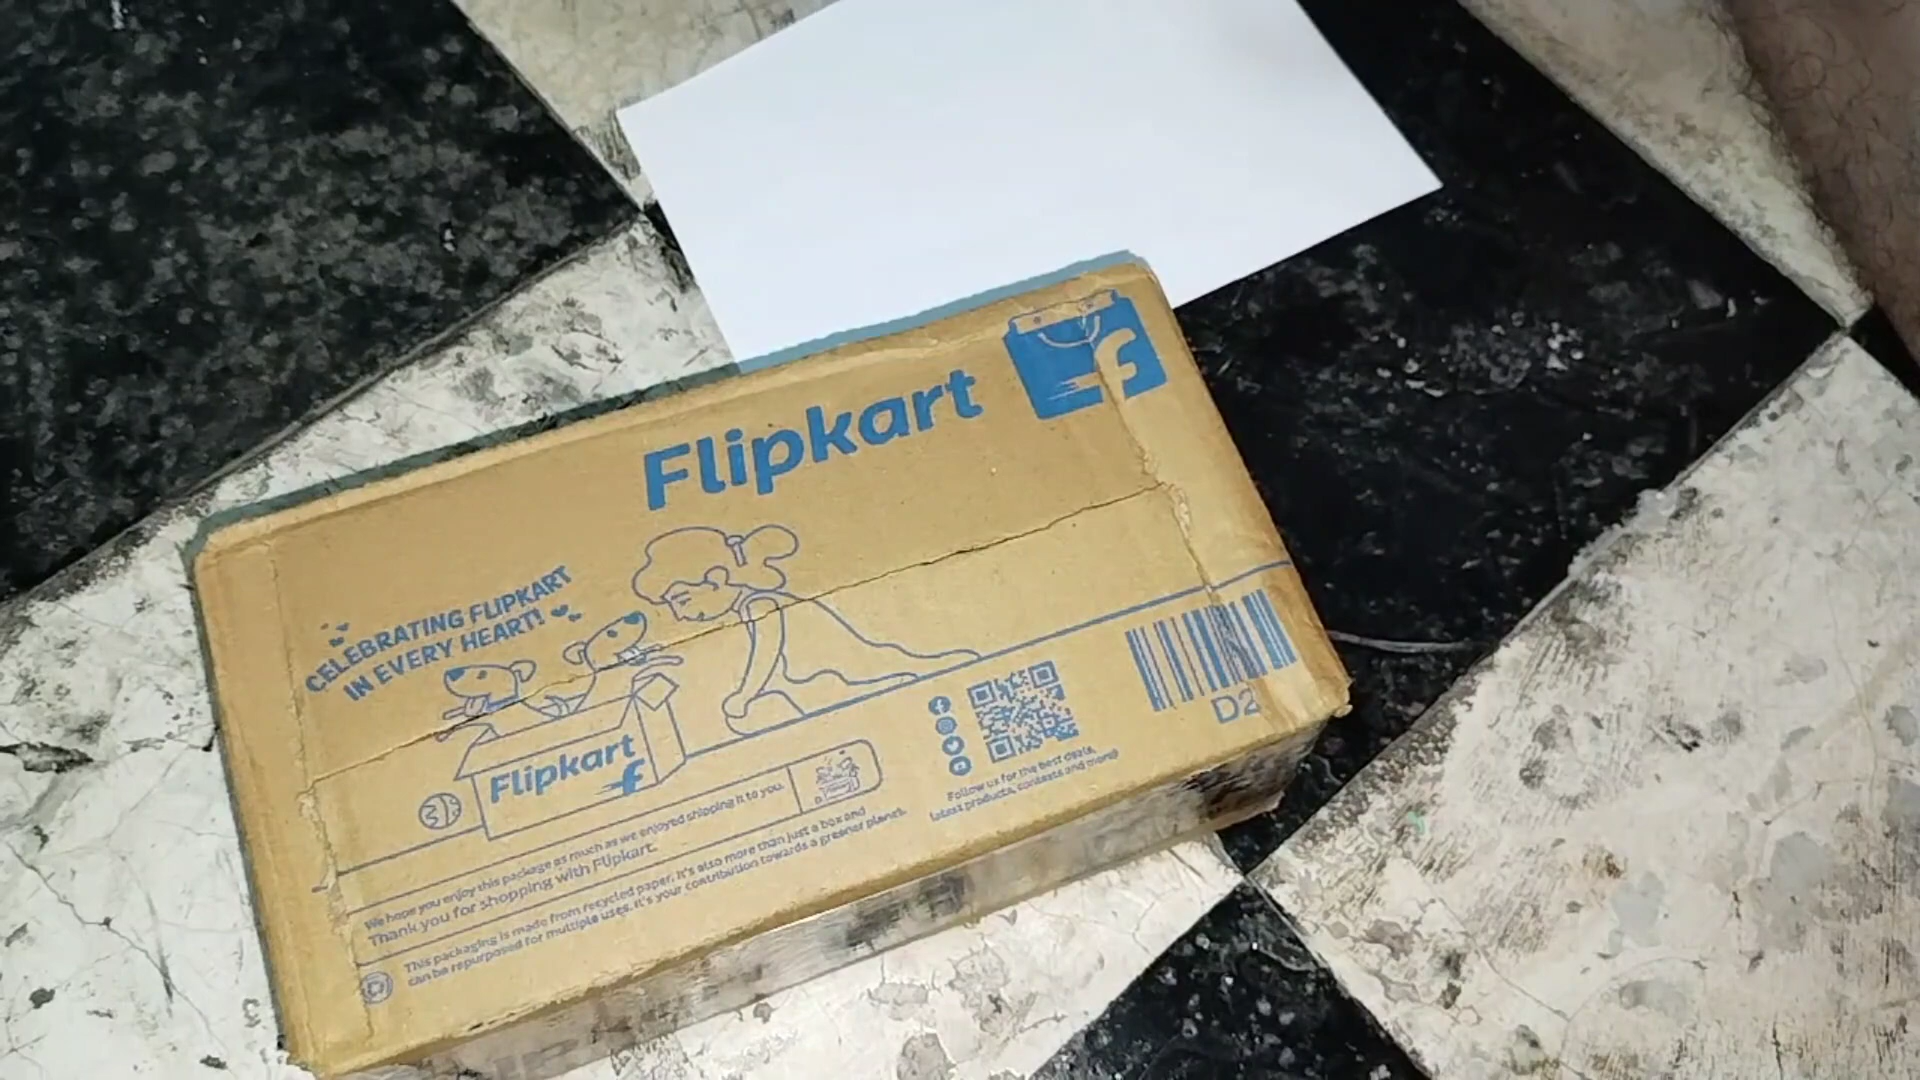 Flipkart
CELEBRATING FLIPKART
IN EVERY HEART!
Flipkart
We hope you enjoy this package as much as we enjoyed shipping it to you.
Thank you for shopping with Flipkart.
This packaging is made from recycled paper. It's also more than just a box and
can be repurposed for multiple uses. It's your contribution towards a greener planet.
Follow us for the best deals,
latest products, contests and more!
D2